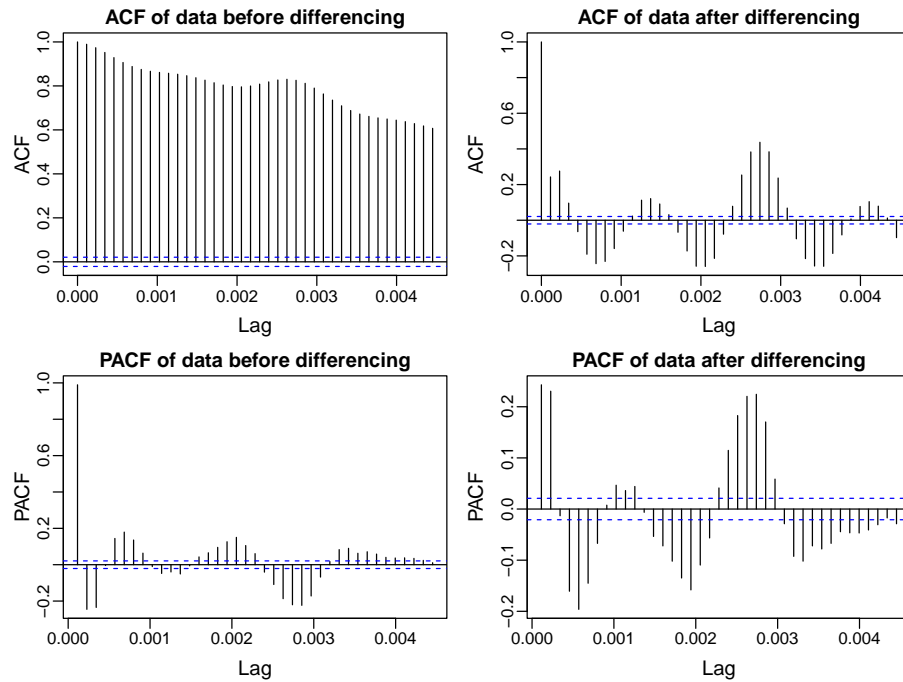 ACF of data before differencing
ACF
0.0 0.2 0.4 0.6 0.8 1.0
0.000 0.001 0.002 0.003 0.004
Lag
ACF of data after differencing
ACF
−0.2 0.2 0.6 1.0
0.000 0.001 0.002 0.003 0.004
Lag
PACF of data before differencing
PACF
−0.2 0.2 0.6 1.0
0.000 0.001 0.002 0.003 0.004
Lag
PACF of data after differencing
PACF
−0.2 −0.1 0.0 0.1 0.2
0.000 0.001 0.002 0.003 0.004
Lag